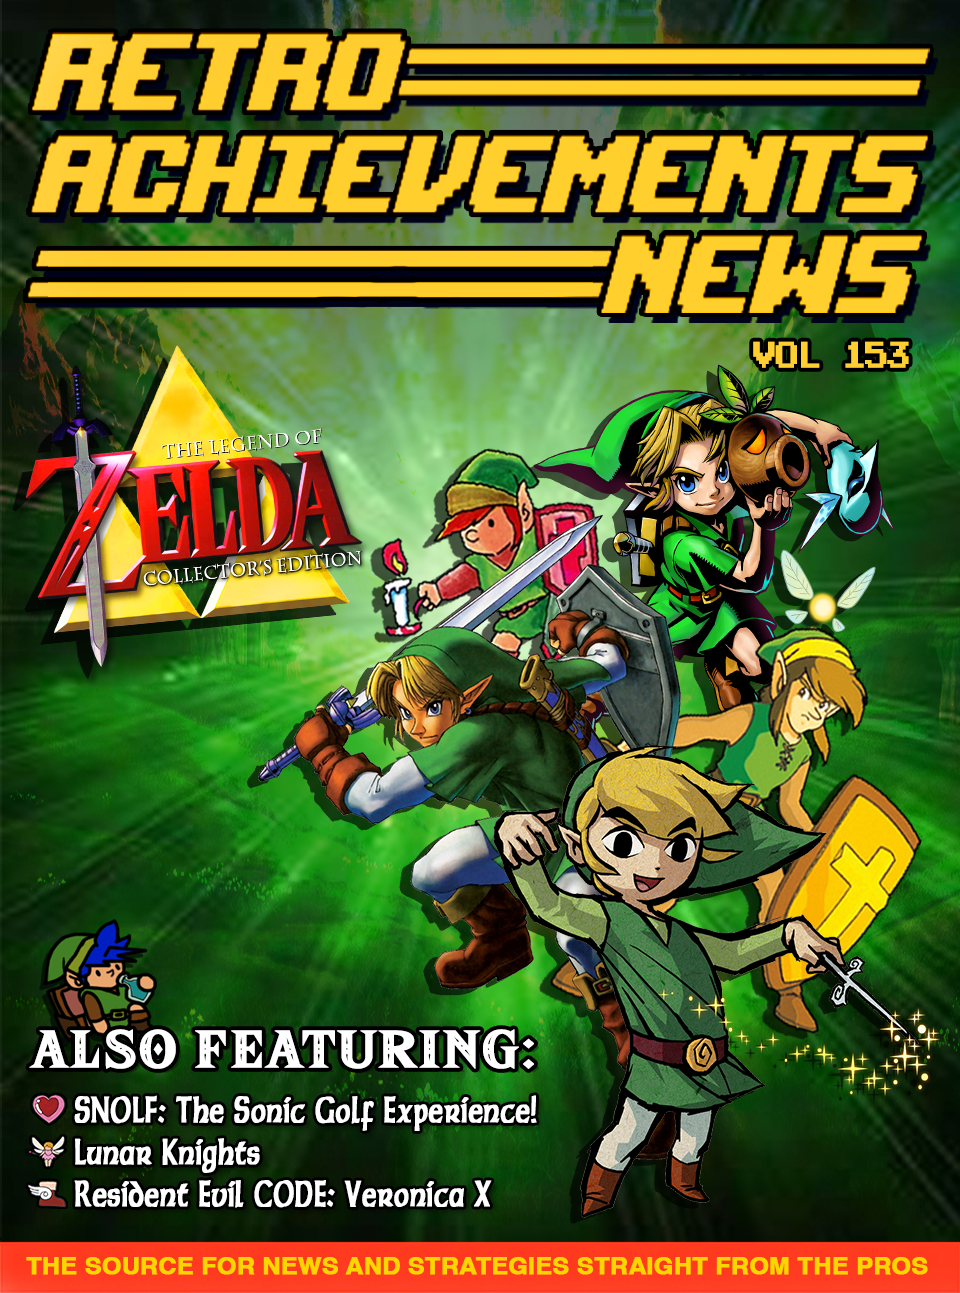 RETRO
ACHIEVEMENTS
NEWS
VOL 153
THE LEGEND OF
ZELDA
COLLECTOR'S EDITION
ALSO FEATURING:
SNOLF: The Sonic Golf Experience!
Lunar Knights
Resident Evil CODE: Veronica X
THE SOURCE FOR NEWS AND STRATEGIES STRAIGHT FROM THE PROS